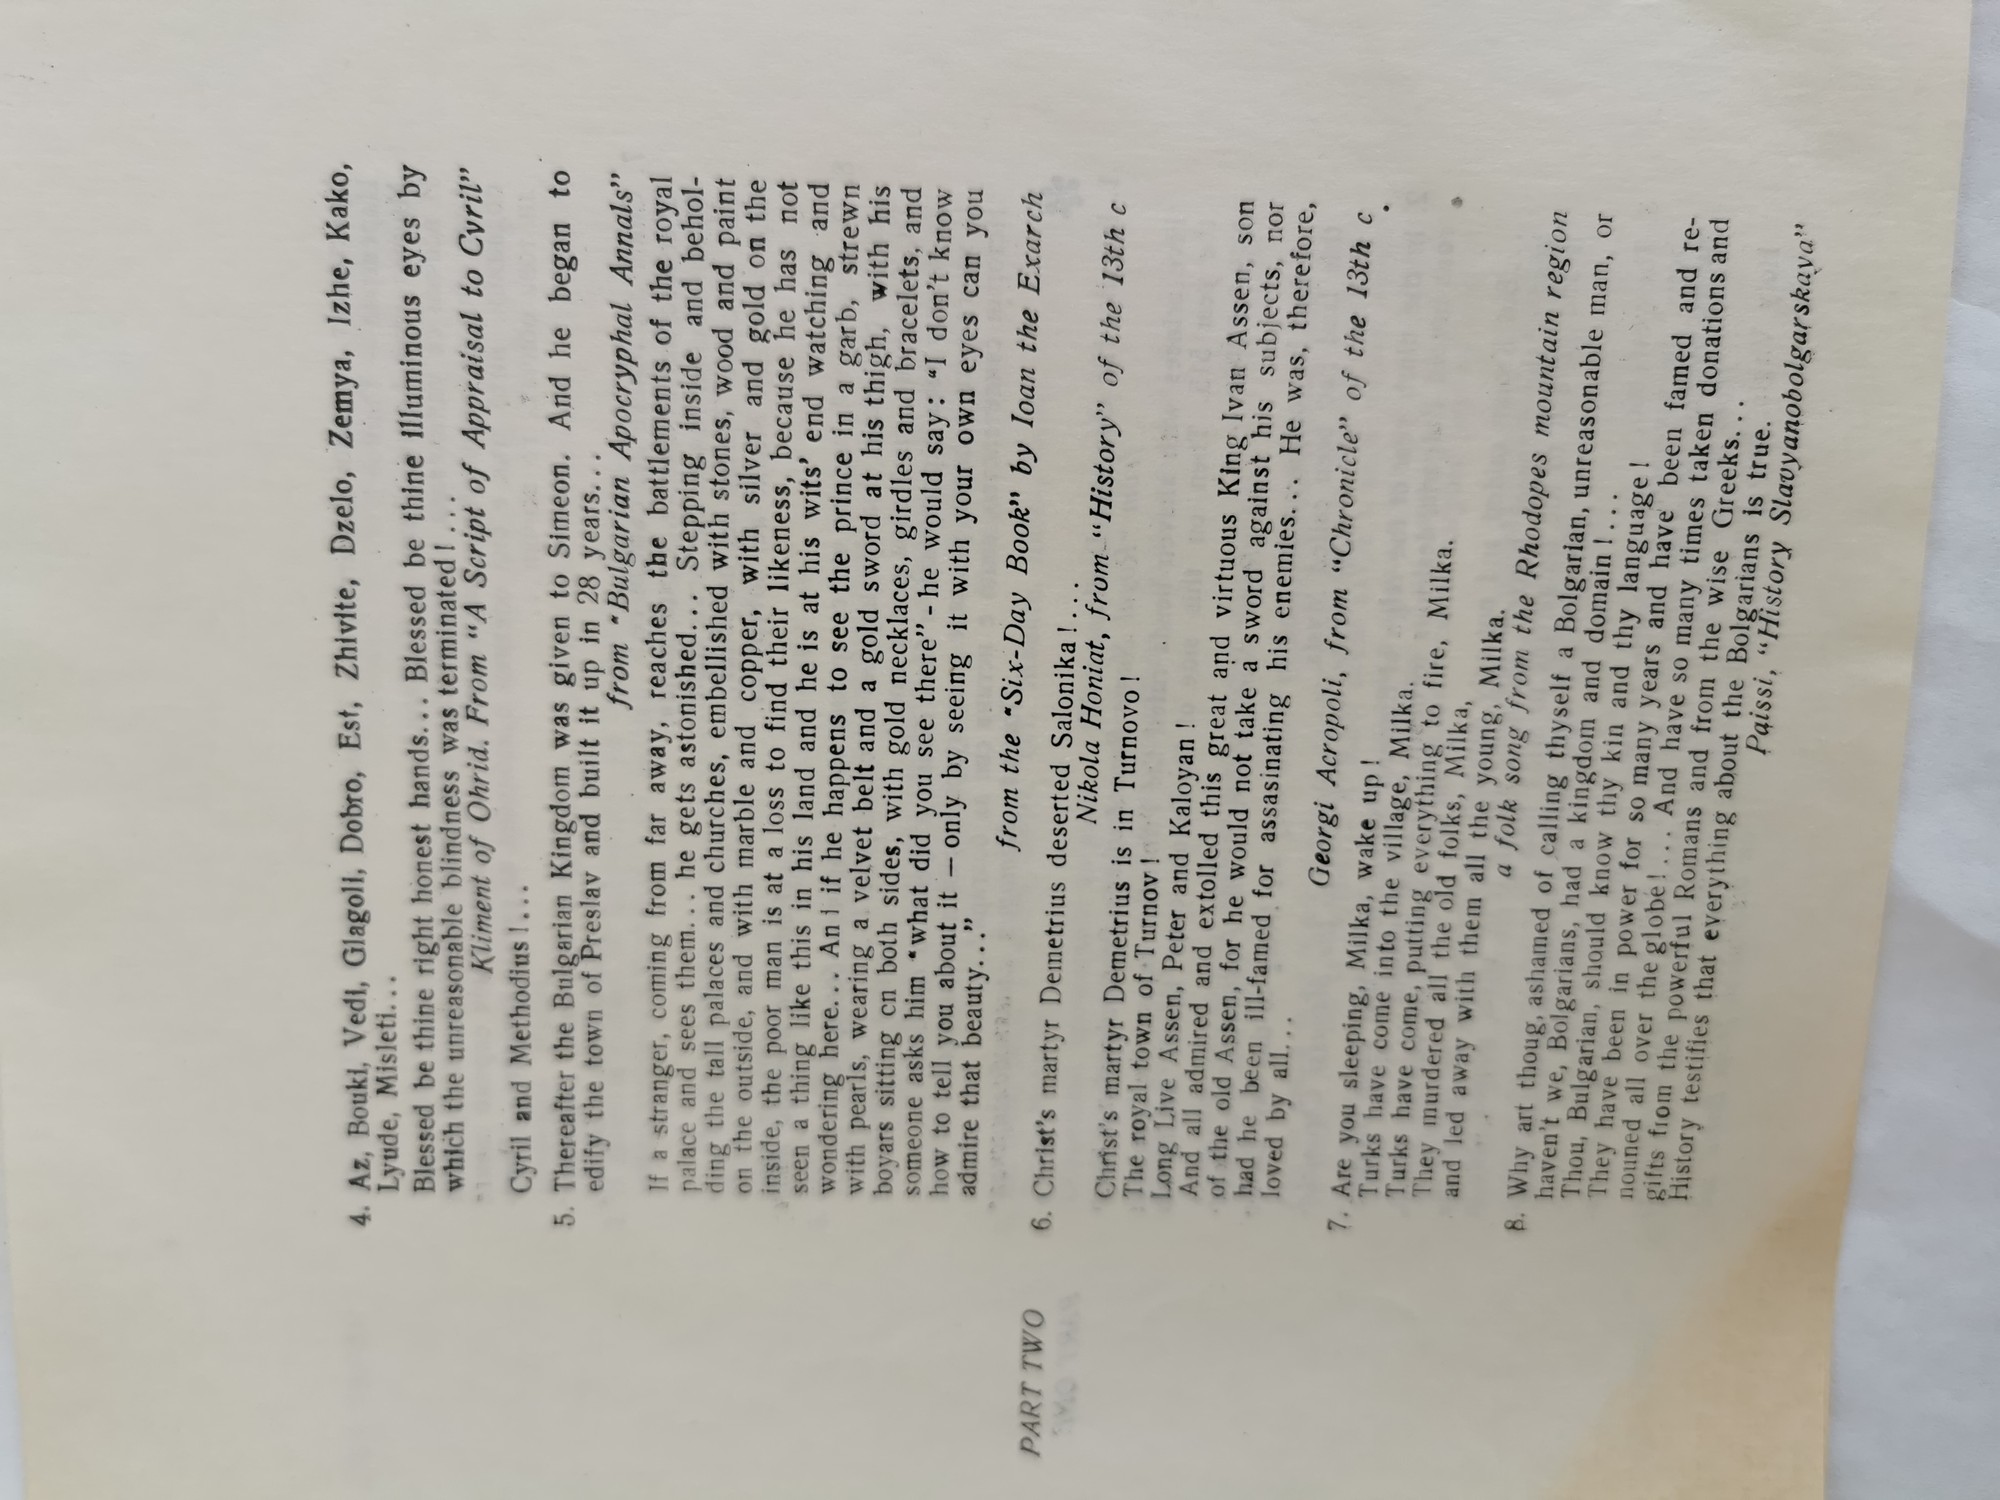 4. Az, Bouki, Vedi, Glagoli, Dobro, Est, Zhivite, Dzelo, Zemya, Izhe, Kako,
Lyude, Misleti...
Blessed be thine right honest hands... Blessed be thine illuminous eyes by
which the unreasonable blindness was terminated!...
Kliment of Ohrid. From "A Script of Appraisal to Cyril"
Cyril and Methodius!...
5. Thereafter the Bulgarian Kingdom was given to Simeon. And he began to
edify the town of Preslav and built it up in 28 years...
from "Bulgarian Apocryphal Annals"
If a stranger, coming from far away, reaches the battlements of the royal
palace and sees them... he gets astonished... Stepping inside and behol-
ding the tall palaces and churches, embellished with stones, wood and paint
on the outside, and with marble and copper, with silver and gold on the
inside, the poor man is at a loss to find their likeness, because he has not
seen a thing like this in his land and he is at his wits' end watching and
wondering here... And if he happens to see the prince in a garb, strewn
with pearls, wearing a velvet belt and a gold sword at his thigh, with his
boyars sitting on both sides, with gold necklaces, girdles and bracelets, and
someone asks him "what did you see there" - he would say: "I don't know
how to tell you about it — only by seeing it with your own eyes can you
admire that beauty..."
from the "Six-Day Book" by Ioan the Exarch
PART TWO
6. Christ's martyr Demetrius deserted Salonika!...
Nikola Honiat, from "History" of the 13th c
Christ's martyr Demetrius is in Turnovo!
The royal town of Turnov!
Long Live Assen, Peter and Kaloyan!
And all admired and extolled this great and virtuous King Ivan Assen, son
of the old Assen, for he would not take a sword against his subjects, nor
had he been ill-famed for assasinating his enemies... He was, therefore,
loved by all...
Georgi Acropoli, from "Chronicle" of the 13th c.
7. Are you sleeping, Milka, wake up!
Turks have come into the village, Milka.
Turks have come, putting everything to fire, Milka.
They murdered all the old folks, Milka,
and led away with them all the young, Milka.
a folk song from the Rhodopes mountain region
8. Why art thoug, ashamed of calling thyself a Bolgarian, unreasonable man, or
haven't we, Bolgarians, had a kingdom and domain!...
Thou, Bulgarian, should know thy kin and thy language!
They have been in power for so many years and have been famed and re-
nouned all over the globe!... And have so many times taken donations and
gifts from the powerful Romans and from the wise Greeks...
History testifies that everything about the Bolgarians is true.
Paissi, "History Slavyanobolgarskaya"